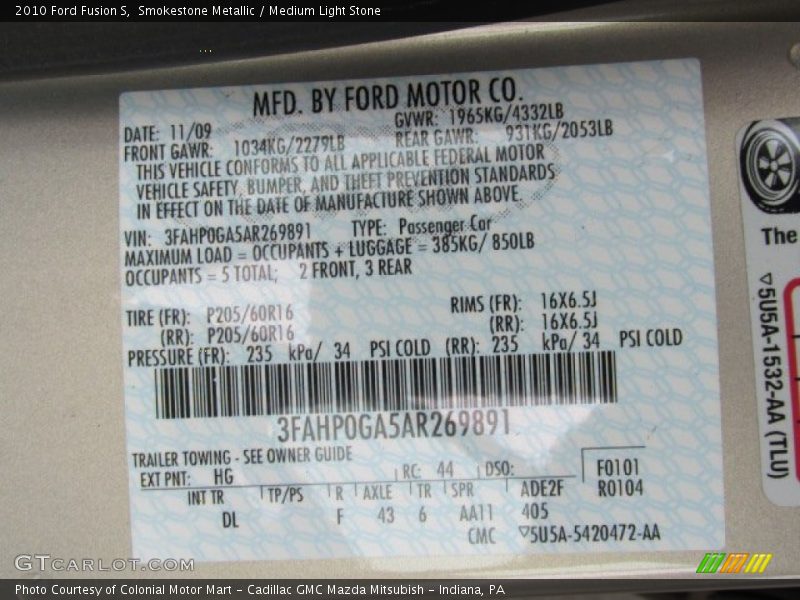 2010 Ford Fusion S, Smokestone Metallic / Medium Light Stone
MFD. BY FORD MOTOR CO.
DATE: 11/09 GVWR: 1965KG/4332LB
FRONT GAWR: 1034KG/2279LB REAR GAWR: 931KG/2053LB
THIS VEHICLE CONFORMS TO ALL APPLICABLE FEDERAL MOTOR
VEHICLE SAFETY, BUMPER, AND THEFT PREVENTION STANDARDS
IN EFFECT ON THE DATE OF MANUFACTURE SHOWN ABOVE
VIN: 3FAHP0GA5AR269891 TYPE: Passenger Car
MAXIMUM LOAD = OCCUPANTS + LUGGAGE = 385KG/ 850LB
OCCUPANTS = 5 TOTAL; 2 FRONT, 3 REAR
TIRE (FR): P205/60R16 RIMS (FR): 16X6.5J
(RR): P205/60R16 (RR): 16X6.5J
PRESSURE (FR): 235 kPa/ 34 PSI COLD (RR): 235 kPa/ 34 PSI COLD
3FAHP0GA5AR269891
TRAILER TOWING - SEE OWNER GUIDE
EXT PNT: HG RC: 44 DSO: F0101
INT TR TP/PS R AXLE TR SPR ADE2F R0104
DL F 43 6 AA11 405
CMC ▽5U5A-5420472-AA
The
▽5U5A-1532-AA (TLU)
GTCARLOT.COM
Photo Courtesy of Colonial Motor Mart - Cadillac GMC Mazda Mitsubish - Indiana, PA